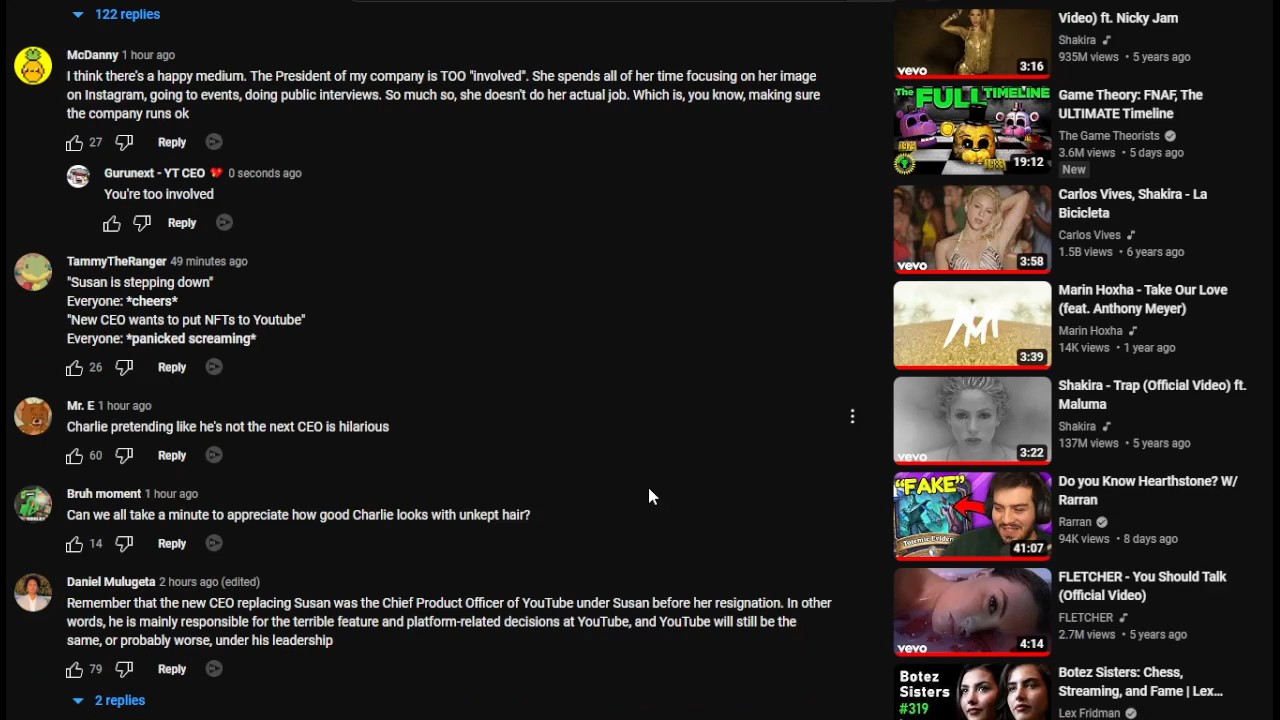 122 replies
McDanny 1 hour ago
I think there's a happy medium. The President of my company is TOO "involved". She spends all of her time focusing on her image
on Instagram, going to events, doing public interviews. So much so, she doesn't do her actual job. Which is, you know, making sure
the company runs ok
27 Reply
Gurunext - YT CEO 0 seconds ago
You're too involved
Reply
TammyTheRanger 49 minutes ago
"Susan is stepping down"
Everyone: *cheers*
"New CEO wants to put NFTs to Youtube"
Everyone: *panicked screaming*
26 Reply
Mr. E 1 hour ago
Charlie pretending like he's not the next CEO is hilarious
60 Reply
Bruh moment 1 hour ago
Can we all take a minute to appreciate how good Charlie looks with unkept hair?
14 Reply
Daniel Mulugeta 2 hours ago (edited)
Remember that the new CEO replacing Susan was the Chief Product Officer of YouTube under Susan before her resignation. In other
words, he is mainly responsible for the terrible feature and platform-related decisions at YouTube, and YouTube will still be the
same, or probably worse, under his leadership
79 Reply
2 replies
vevo
3:16
Video) ft. Nicky Jam
Shakira
935M views • 5 years ago
The FULL TIMELINE
19:12
Game Theory: FNAF, The
ULTIMATE Timeline
The Game Theorists
3.6M views • 5 days ago
New
vevo
3:58
Carlos Vives, Shakira - La
Bicicleta
Carlos Vives
1.5B views • 6 years ago
3:39
Marin Hoxha - Take Our Love
(feat. Anthony Meyer)
Marin Hoxha
14K views • 1 year ago
vevo
3:22
Shakira - Trap (Official Video) ft.
Maluma
Shakira
137M views • 5 years ago
"FAKE"
41:07
Do you Know Hearthstone? W/
Rarran
Rarran
94K views • 8 days ago
vevo
4:14
FLETCHER - You Should Talk
(Official Video)
FLETCHER
2.7M views • 5 years ago
Botez
Sisters
#319
Botez Sisters: Chess,
Streaming, and Fame | Lex...
Lex Fridman